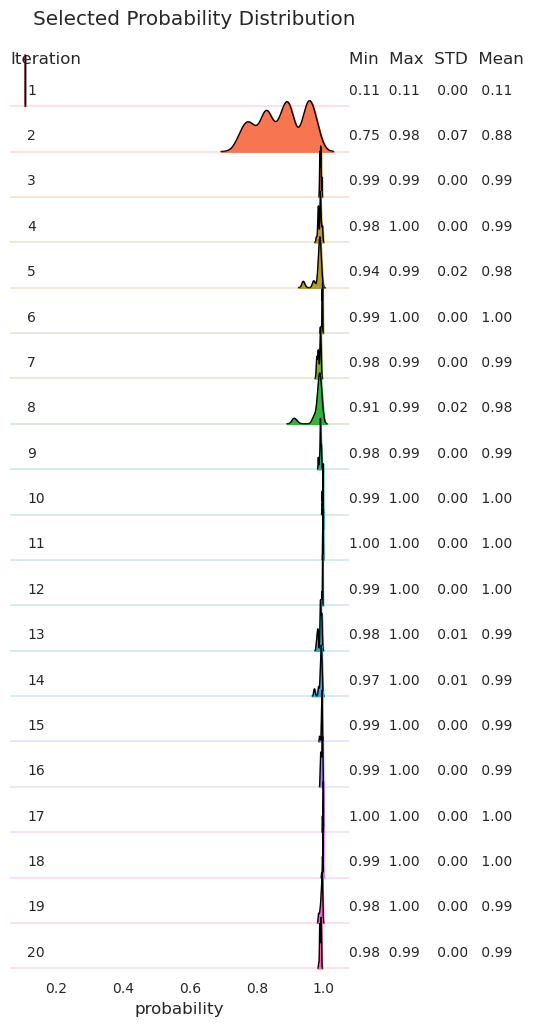 Selected Probability Distribution
Iteration Min Max STD Mean
1 0.11 0.11 0.00 0.11
2 0.75 0.98 0.07 0.88
3 0.99 0.99 0.00 0.99
4 0.98 1.00 0.00 0.99
5 0.94 0.99 0.02 0.98
6 0.99 1.00 0.00 1.00
7 0.98 0.99 0.00 0.99
8 0.91 0.99 0.02 0.98
9 0.98 0.99 0.00 0.99
10 0.99 1.00 0.00 1.00
11 1.00 1.00 0.00 1.00
12 0.99 1.00 0.00 1.00
13 0.98 1.00 0.01 0.99
14 0.97 1.00 0.01 0.99
15 0.99 1.00 0.00 0.99
16 0.99 1.00 0.00 0.99
17 1.00 1.00 0.00 1.00
18 0.99 1.00 0.00 1.00
19 0.98 1.00 0.00 0.99
20 0.98 0.99 0.00 0.99
0.2 0.4 0.6 0.8 1.0
probability